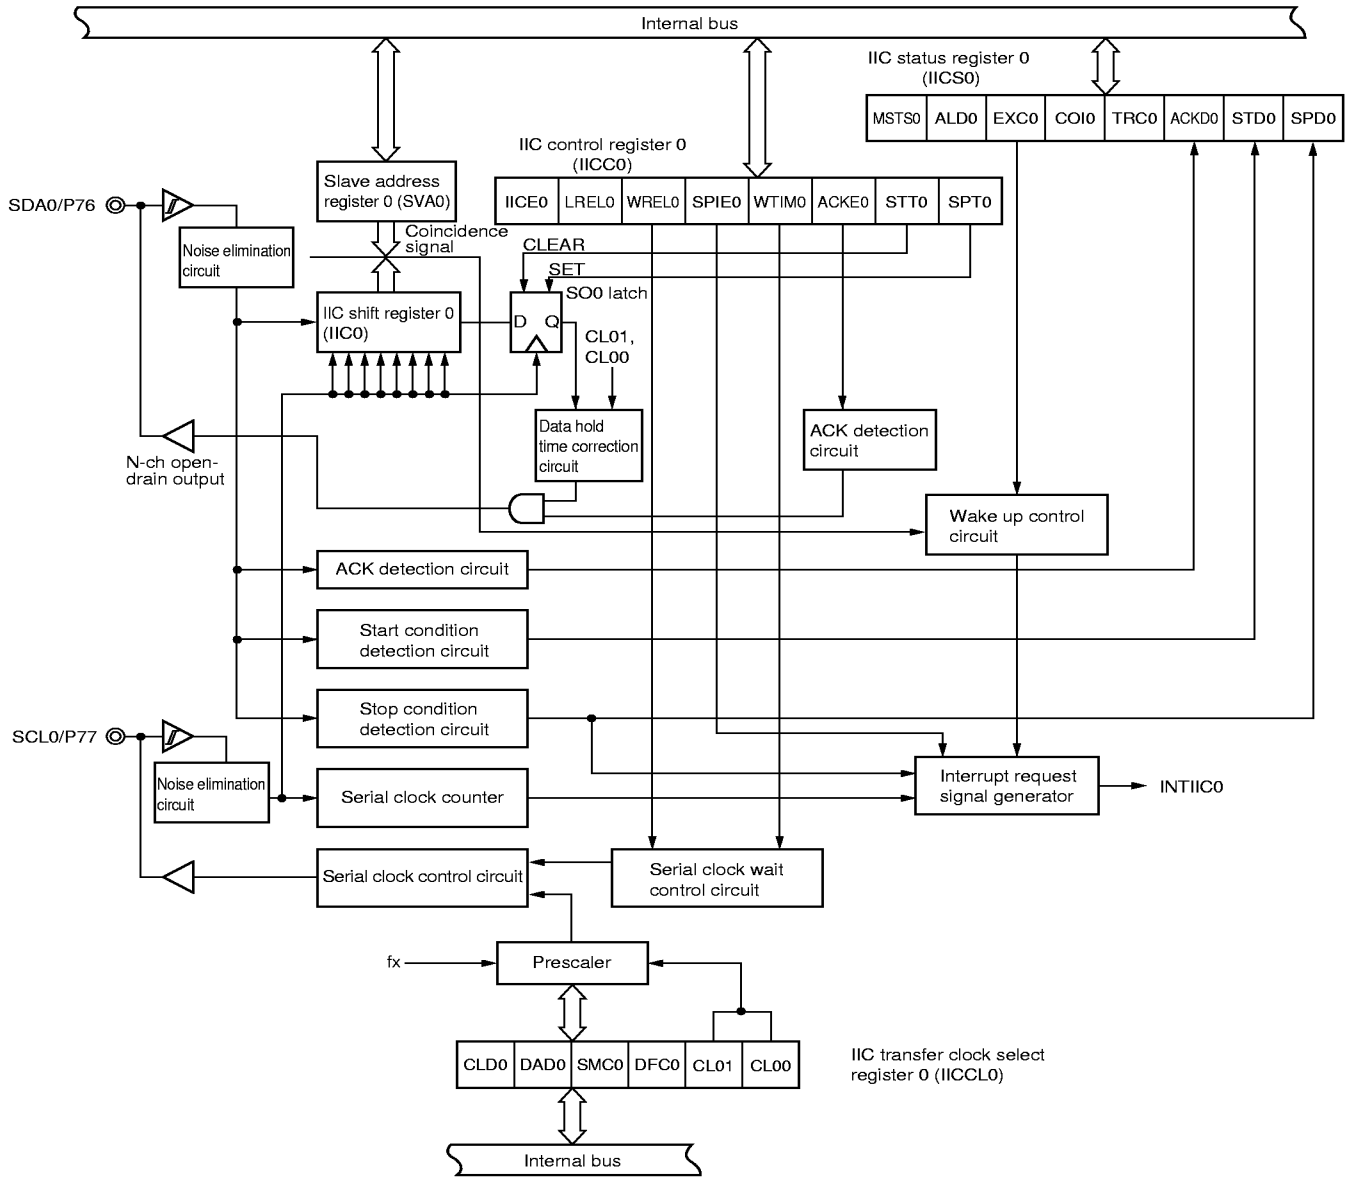 Internal bus
IIC status register 0
(IICS0)
MSTS0 ALD0 EXC0 COI0 TRC0 ACKD0 STD0 SPD0
IIC control register 0
(IICC0)
IICE0 LREL0 WREL0 SPIE0 WTIM0 ACKE0 STT0 SPT0
Slave address
register 0 (SVA0)
SDA0/P76
Noise elimination
circuit
Coincidence
signal
CLEAR
SET
SO0 latch
IIC shift register 0
(IIC0)
D Q
CL01,
CL00
Data hold
time correction
circuit
ACK detection
circuit
N-ch open-
drain output
Wake up control
circuit
ACK detection circuit
Start condition
detection circuit
Stop condition
detection circuit
SCL0/P77
Noise elimination
circuit
Serial clock counter
Interrupt request
signal generator
INTIIC0
Serial clock control circuit
Serial clock wait
control circuit
fx
Prescaler
CLD0 DAD0 SMC0 DFC0 CL01 CL00
IIC transfer clock select
register 0 (IICCL0)
Internal bus